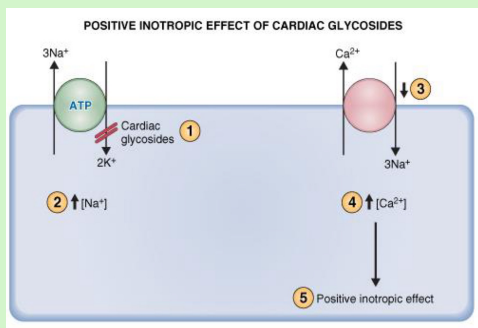 POSITIVE INOTROPIC EFFECT OF CARDIAC GLYCOSIDES
3Na⁺
Ca²⁺
3
ATP
Cardiac
glycosides
1
2K⁺
3Na⁺
2 ↑ [Na⁺]
4 ↑ [Ca²⁺]
5 Positive inotropic effect